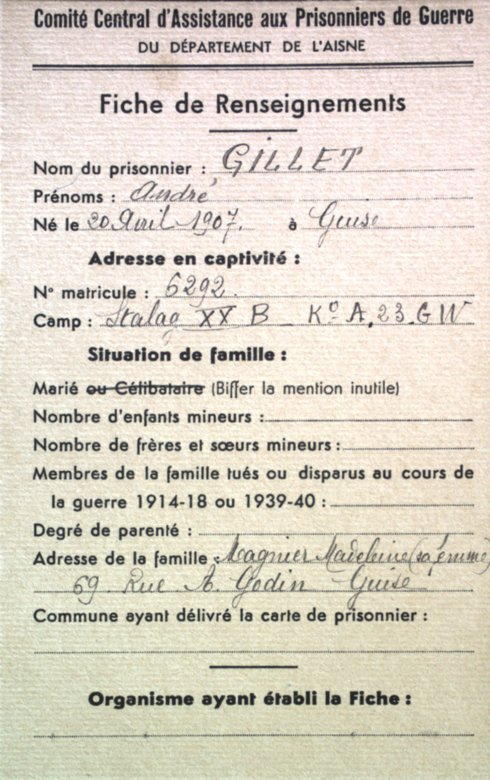 Comité Central d'Assistance aux Prisonniers de Guerre
DU DÉPARTEMENT DE L'AISNE
Fiche de Renseignements
Nom du prisonnier : GILLET
Prénoms : André
Né le 20 Avril 1907. à Guise
Adresse en captivité :
N° matricule : 6292
Camp : Stalag XX B K° A.23.GW
Situation de famille :
Marié ou Célibataire (Biffer la mention inutile)
Nombre d'enfants mineurs :
Nombre de frères et sœurs mineurs :
Membres de la famille tués ou disparus au cours de
la guerre 1914-18 ou 1939-40 :
Degré de parenté :
Adresse de la famille : Magnier Madeleine (sa femme)
69 Rue A. Godin Guise
Commune ayant délivré la carte de prisonnier :
Organisme ayant établi la Fiche :